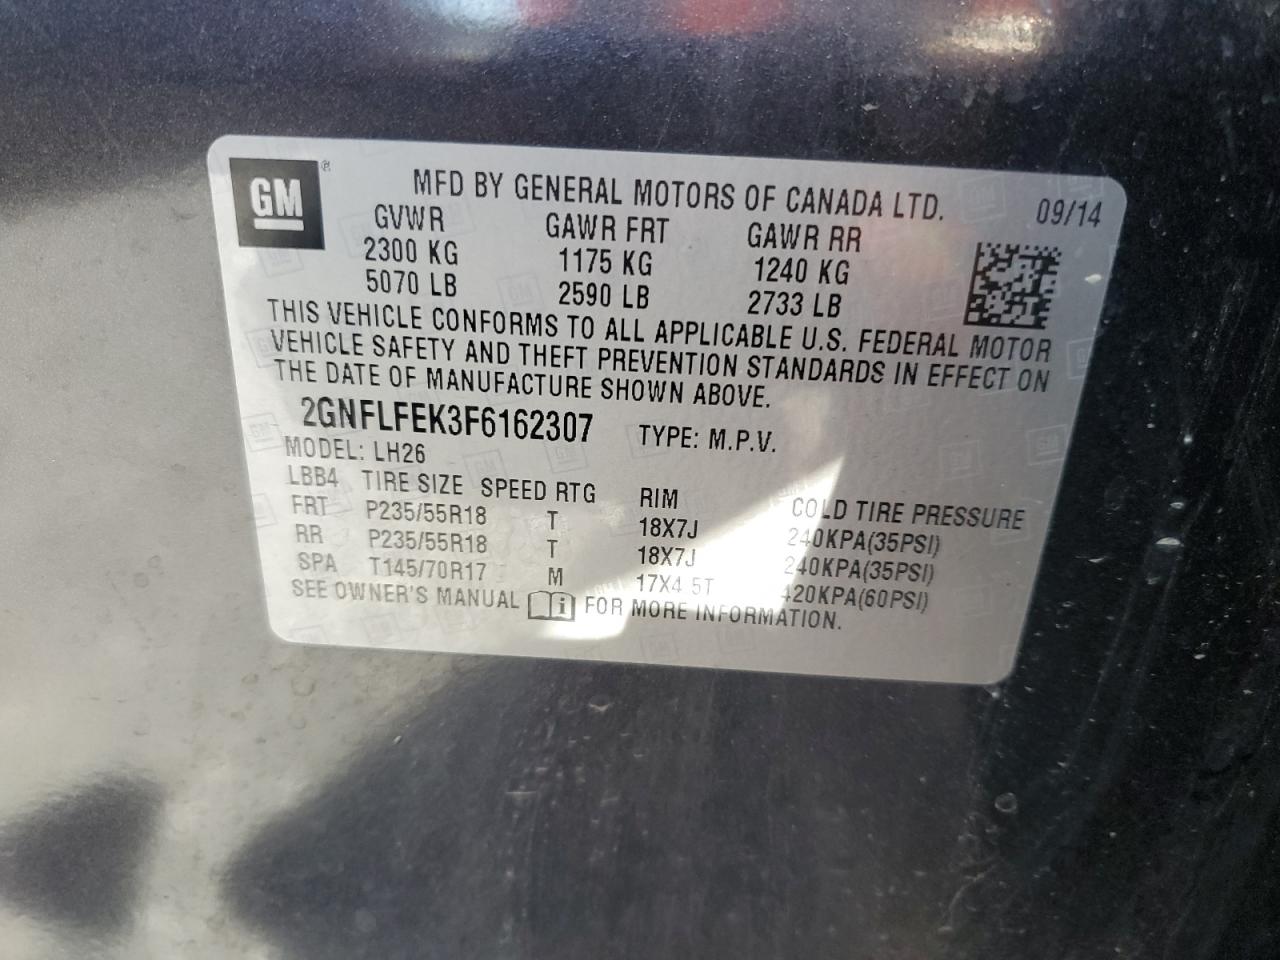 GM ®
MFD BY GENERAL MOTORS OF CANADA LTD. 09/14
GVWR GAWR FRT GAWR RR
2300 KG 1175 KG 1240 KG
5070 LB 2590 LB 2733 LB
THIS VEHICLE CONFORMS TO ALL APPLICABLE U.S. FEDERAL MOTOR
VEHICLE SAFETY AND THEFT PREVENTION STANDARDS IN EFFECT ON
THE DATE OF MANUFACTURE SHOWN ABOVE.
2GNFLFEK3F6162307 TYPE: M.P.V.
MODEL: LH26
LBB4 TIRE SIZE SPEED RTG RIM COLD TIRE PRESSURE
FRT P235/55R18 T 18X7J 240KPA(35PSI)
RR P235/55R18 T 18X7J 240KPA(35PSI)
SPA T145/70R17 M 17X4.5T 420KPA(60PSI)
SEE OWNER'S MANUAL i FOR MORE INFORMATION.